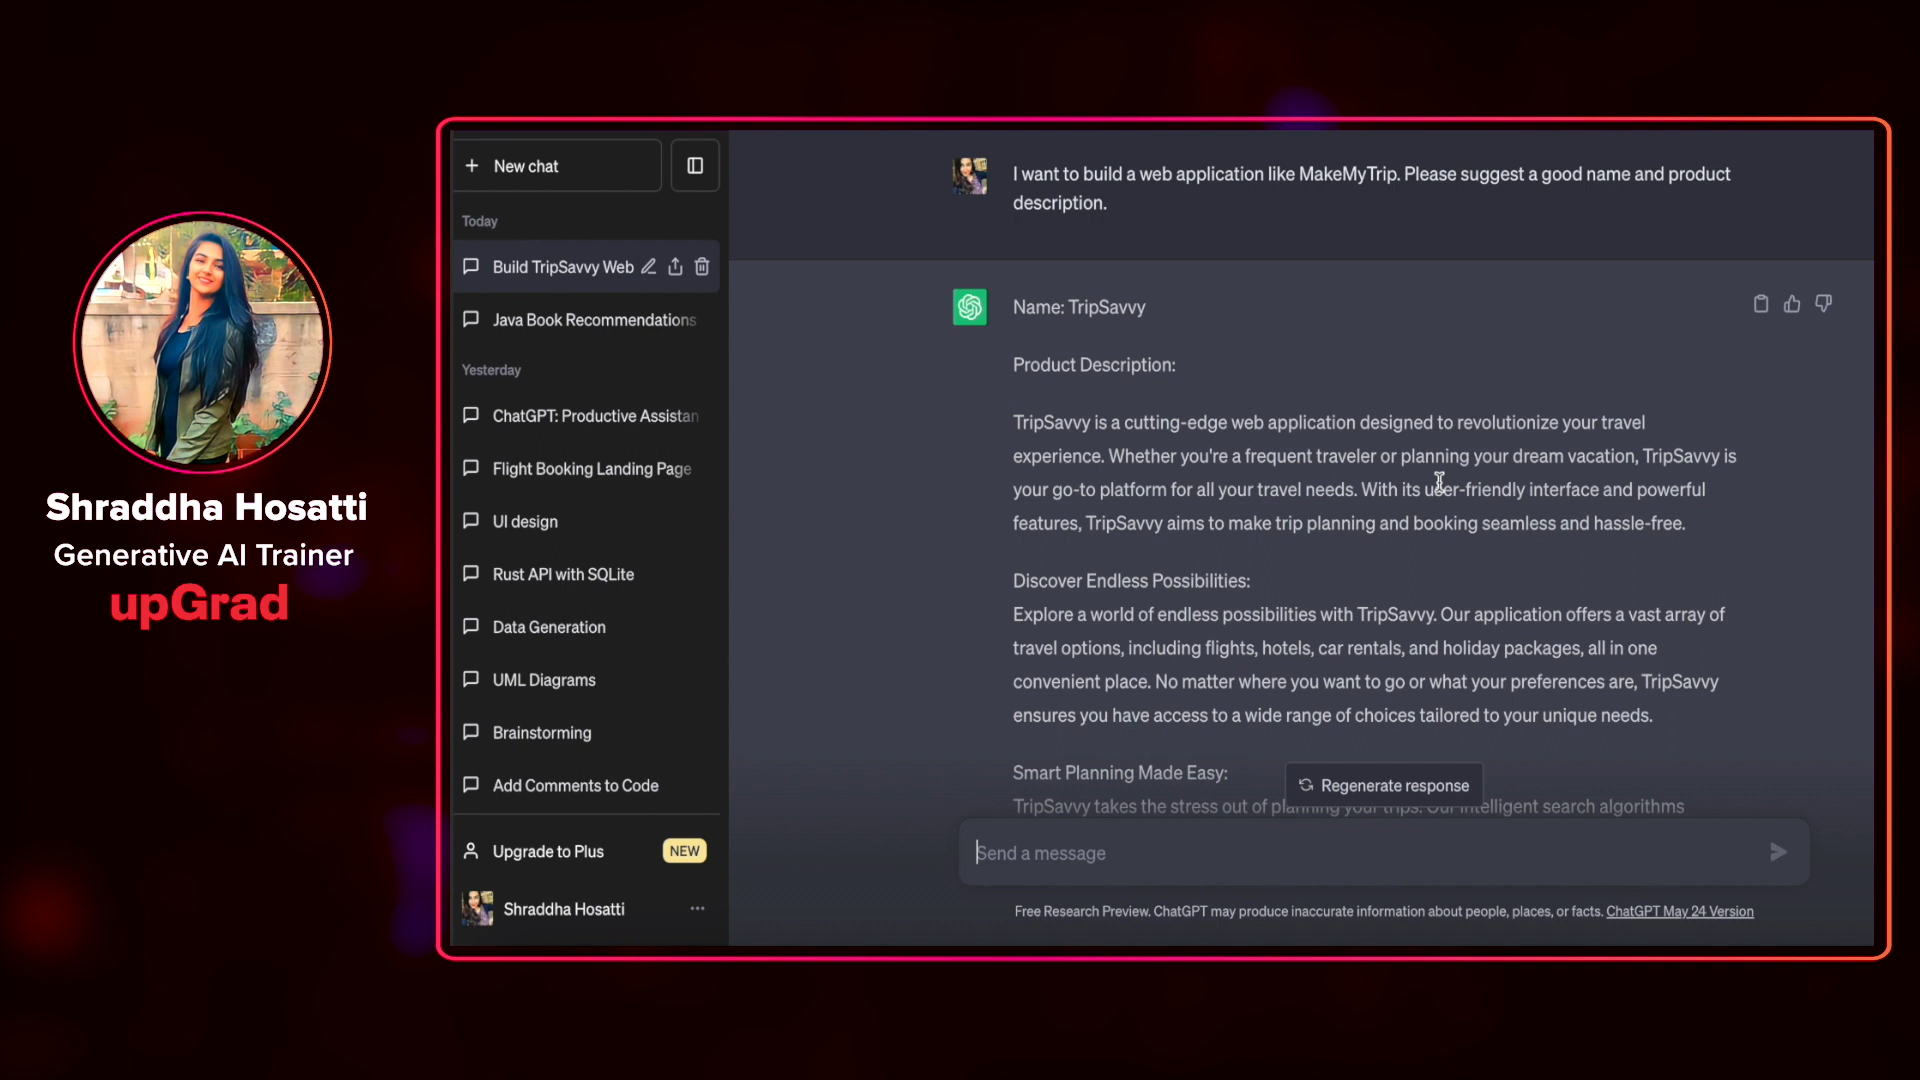 Shraddha Hosatti
Generative AI Trainer
upGrad
New chat
Today
Build TripSavvy Web
Java Book Recommendations
Yesterday
ChatGPT: Productive Assistan
Flight Booking Landing Page
UI design
Rust API with SQLite
Data Generation
UML Diagrams
Brainstorming
Add Comments to Code
Upgrade to Plus NEW
Shraddha Hosatti
I want to build a web application like MakeMyTrip. Please suggest a good name and product
description.
Name: TripSavvy
Product Description:
TripSavvy is a cutting-edge web application designed to revolutionize your travel
experience. Whether you're a frequent traveler or planning your dream vacation, TripSavvy is
your go-to platform for all your travel needs. With its user-friendly interface and powerful
features, TripSavvy aims to make trip planning and booking seamless and hassle-free.
Discover Endless Possibilities:
Explore a world of endless possibilities with TripSavvy. Our application offers a vast array of
travel options, including flights, hotels, car rentals, and holiday packages, all in one
convenient place. No matter where you want to go or what your preferences are, TripSavvy
ensures you have access to a wide range of choices tailored to your unique needs.
Smart Planning Made Easy:
Regenerate response
TripSavvy takes the stress out of planning your trips. Our intelligent search algorithms
Send a message
Free Research Preview. ChatGPT may produce inaccurate information about people, places, or facts. ChatGPT May 24 Version